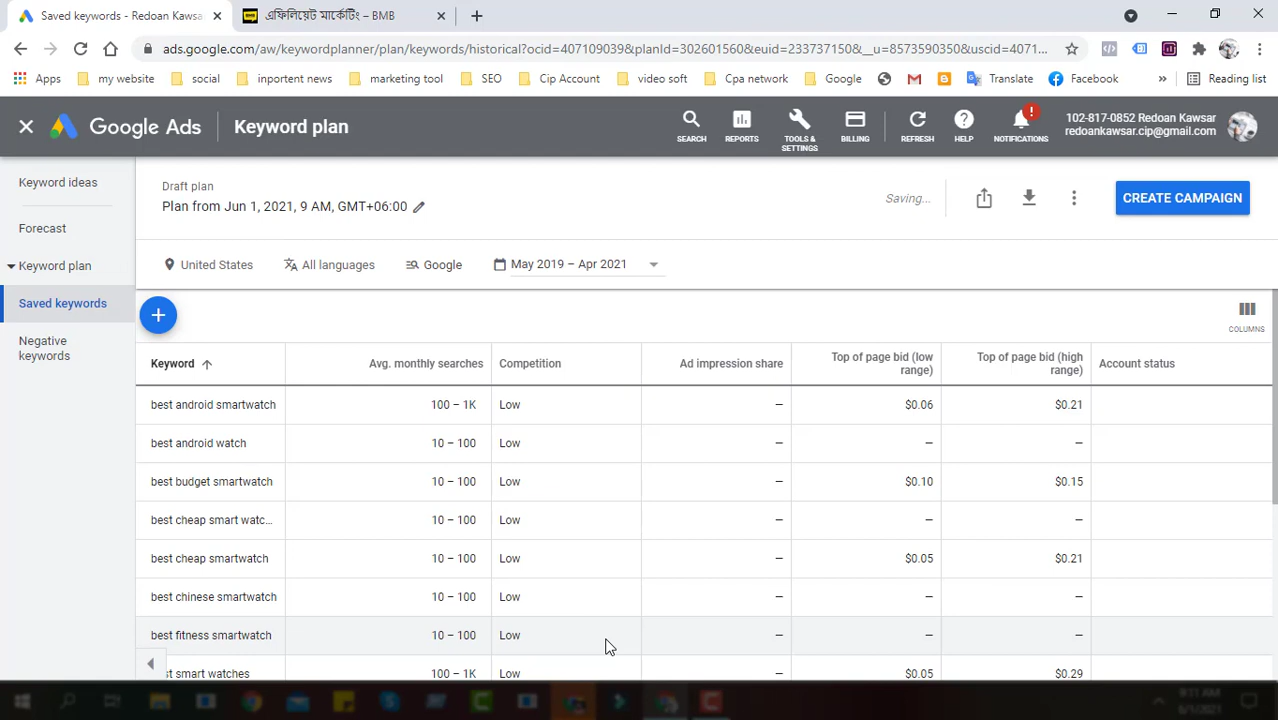 Saved keywords - Redoan Kawsar
এফিলিয়েট মার্কেটিং – BMB
ads.google.com/aw/keywordplanner/plan/keywords/historical?ocid=407109039&planId=302601560&euid=233737150&__u=8573590350&uscid=4071...
Apps my website social inportent news marketing tool SEO Cip Account video soft Cpa network Google Translate Facebook » Reading list
Google Ads Keyword plan
SEARCH REPORTS TOOLS & SETTINGS BILLING REFRESH HELP NOTIFICATIONS
102-817-0852 Redoan Kawsar
redoankawsar.cip@gmail.com
Keyword ideas
Forecast
Keyword plan
Saved keywords
Negative
keywords
Draft plan
Plan from Jun 1, 2021, 9 AM, GMT+06:00
Saving...
CREATE CAMPAIGN
United States All languages Google May 2019 – Apr 2021
COLUMNS
Keyword Avg. monthly searches Competition Ad impression share Top of page bid (low range) Top of page bid (high range) Account status
best android smartwatch 100 – 1K Low – $0.06 $0.21
best android watch 10 – 100 Low – – –
best budget smartwatch 10 – 100 Low – $0.10 $0.15
best cheap smart watc... 10 – 100 Low – – –
best cheap smartwatch 10 – 100 Low – $0.05 $0.21
best chinese smartwatch 10 – 100 Low – – –
best fitness smartwatch 10 – 100 Low – – –
st smart watches 100 – 1K Low – $0.05 $0.29
9:11 AM
6/1/2021